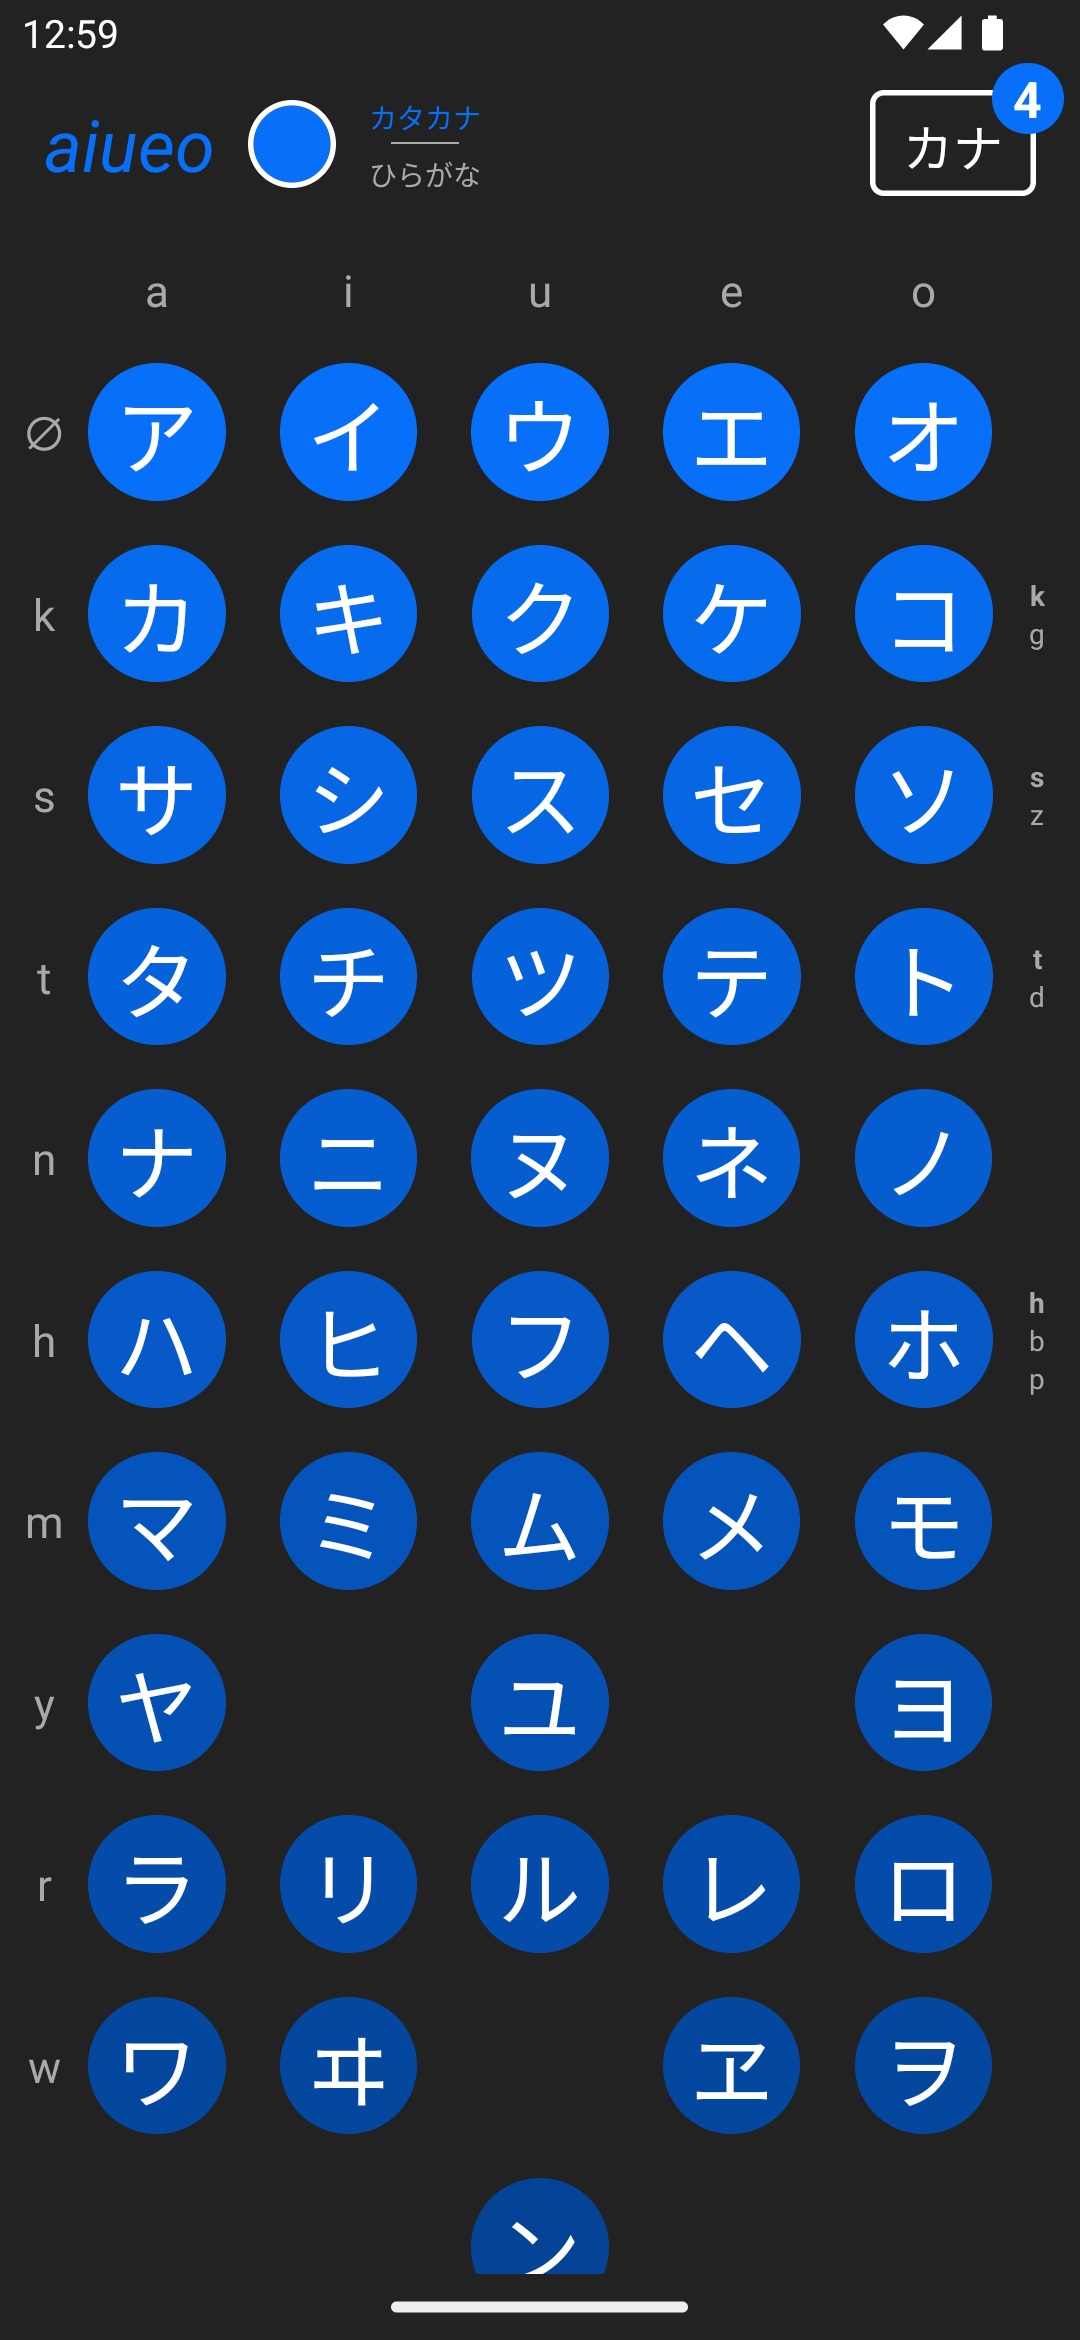 12:59
aiueo
カタカナ
ひらがな
カナ
4
a i u e o
∅ ア イ ウ エ オ
k カ キ ク ケ コ k
g
s サ シ ス セ ソ s
z
t タ チ ツ テ ト t
d
n ナ ニ ヌ ネ ノ
h ハ ヒ フ ヘ ホ h
b
p
m マ ミ ム メ モ
y ヤ ユ ヨ
r ラ リ ル レ ロ
w ワ ヰ ヱ ヲ
ン